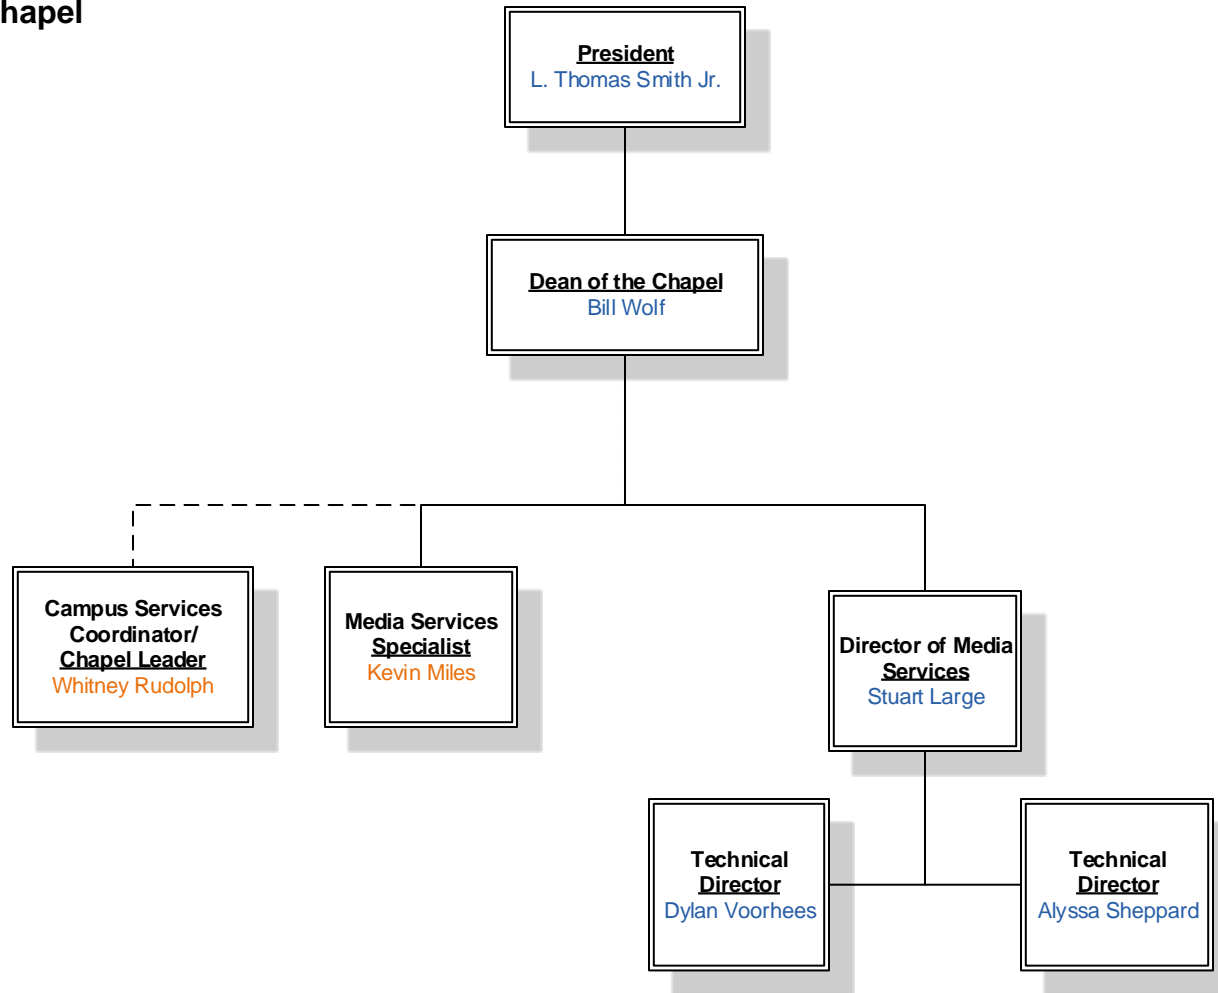 hapel
President
L. Thomas Smith Jr.
Dean of the Chapel
Bill Wolf
Campus Services
Coordinator/
Chapel Leader
Whitney Rudolph
Media Services
Specialist
Kevin Miles
Director of Media
Services
Stuart Large
Technical
Director
Dylan Voorhees
Technical
Director
Alyssa Sheppard